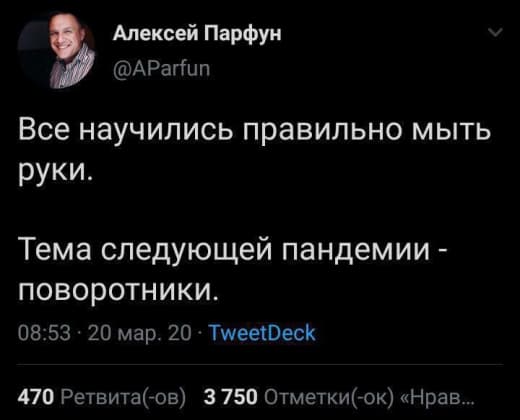 Алексей Парфун
@AParfun
Все научились правильно мыть
руки.
Тема следующей пандемии -
поворотники.
08:53 · 20 мар. 20 · TweetDeck
470 Ретвита(-ов) 3 750 Отметки(-ок) «Нрав...